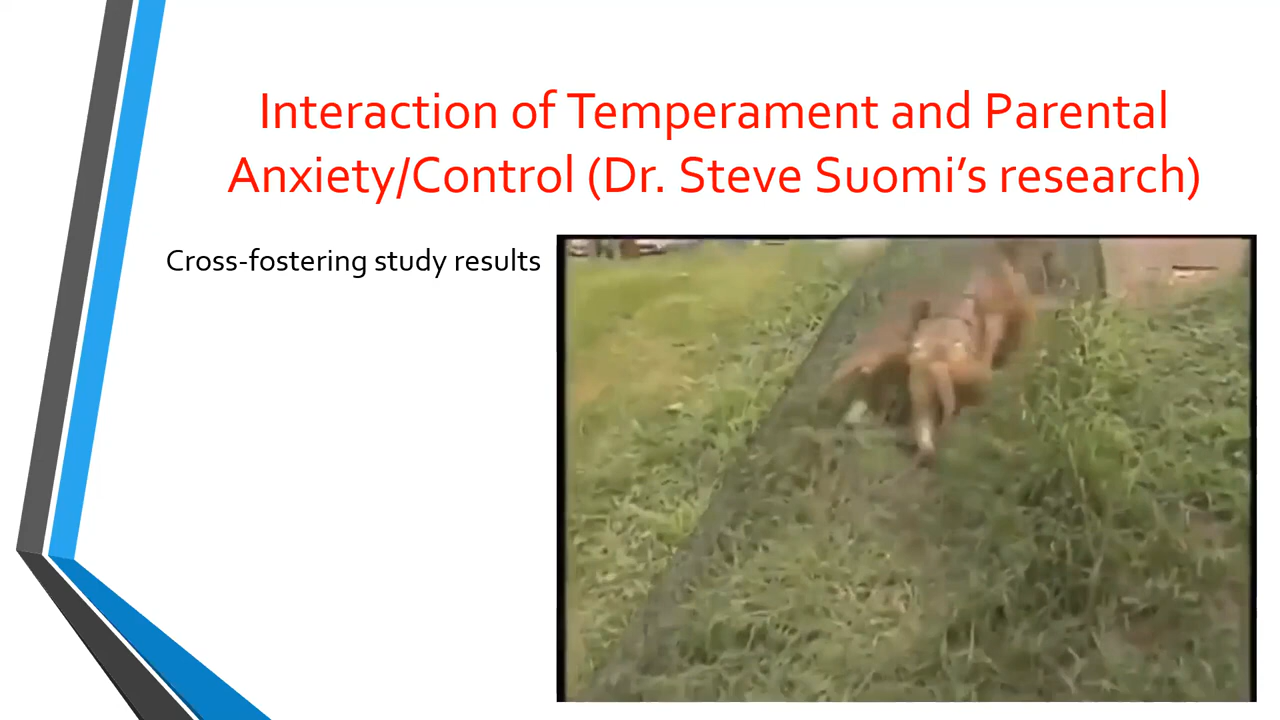 Interaction of Temperament and Parental
Anxiety/Control (Dr. Steve Suomi’s research)
Cross-fostering study results